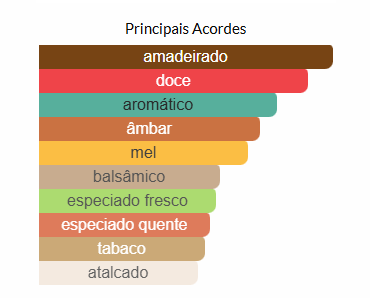 Principais Acordes
amadeirado
doce
aromático
âmbar
mel
balsâmico
especiado fresco
especiado quente
tabaco
atalcado